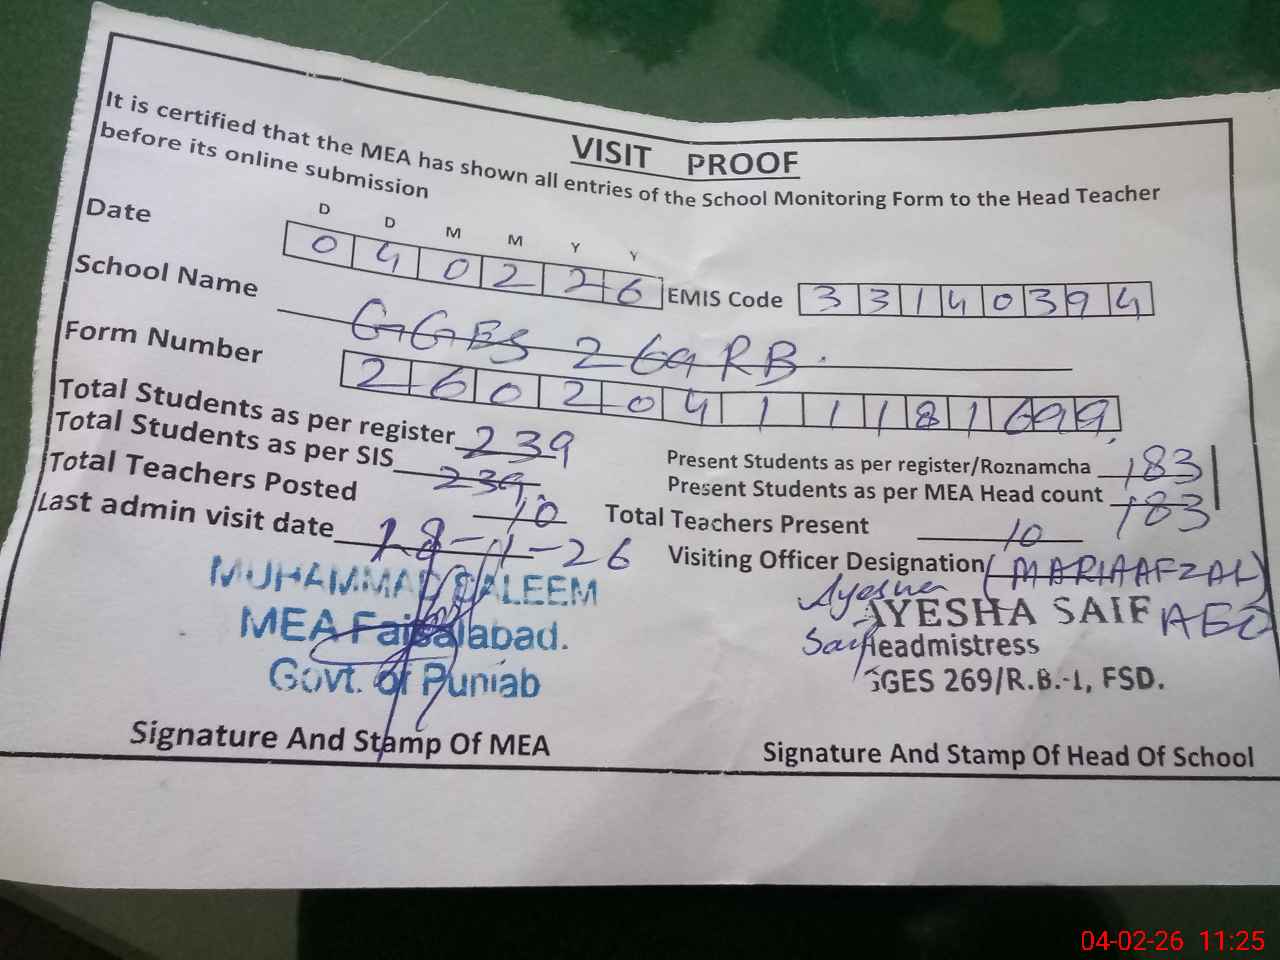 VISIT PROOF
It is certified that the MEA has shown all entries of the School Monitoring Form to the Head Teacher
before its online submission
D D M M Y Y
Date 0 4 0 2 2 6 EMIS Code 3 3 1 4 0 3 9 4
School Name GGES 269 RB.
Form Number 2 6 0 2 0 4 1 1 1 8 1 6 9 9
Total Students as per register 239 Present Students as per register/Roznamcha 183
Total Students as per SIS 239 Present Students as per MEA Head count 183
Total Teachers Posted 10 Total Teachers Present 10
Last admin visit date 18-11-26 Visiting Officer Designation (MARIA AFZAL)
AEO
MUHAMMAD SALEEM
MEA Faisalabad.
Govt. of Punjab
Ayesha
Saif
AYESHA SAIF
Headmistress
GGES 269/R.B.-1, FSD.
Signature And Stamp Of MEA
Signature And Stamp Of Head Of School
04-02-26 11:25